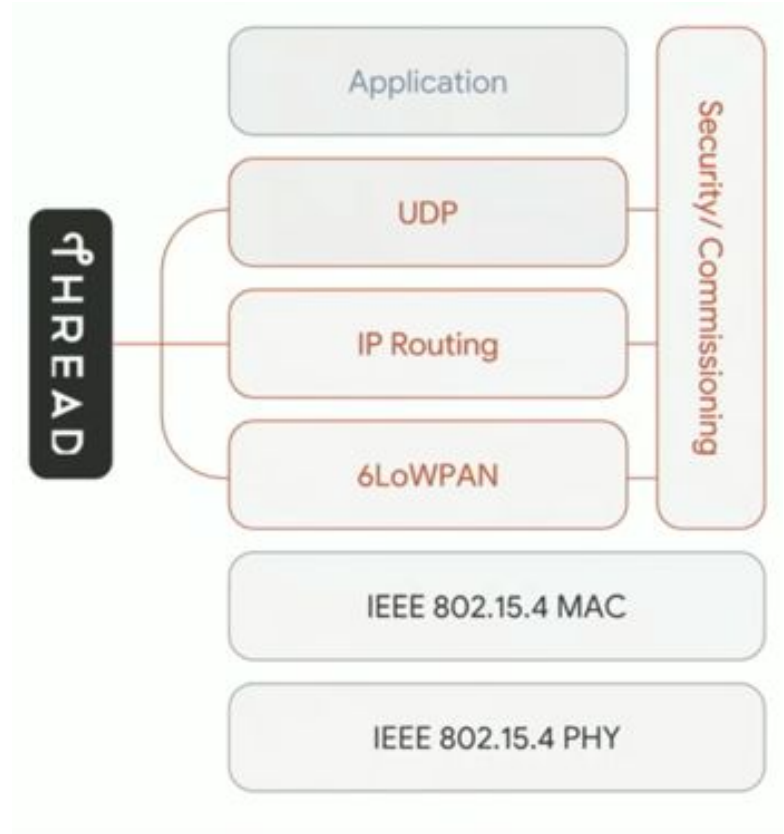 Application
UDP
IP Routing
6LoWPAN
IEEE 802.15.4 MAC
IEEE 802.15.4 PHY
Security/ Commissioning
THREAD